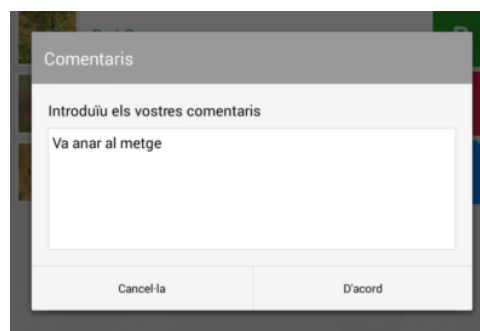 Comentaris
Introduïu els vostres comentaris
Va anar al metge
Cancel·la
D'acord